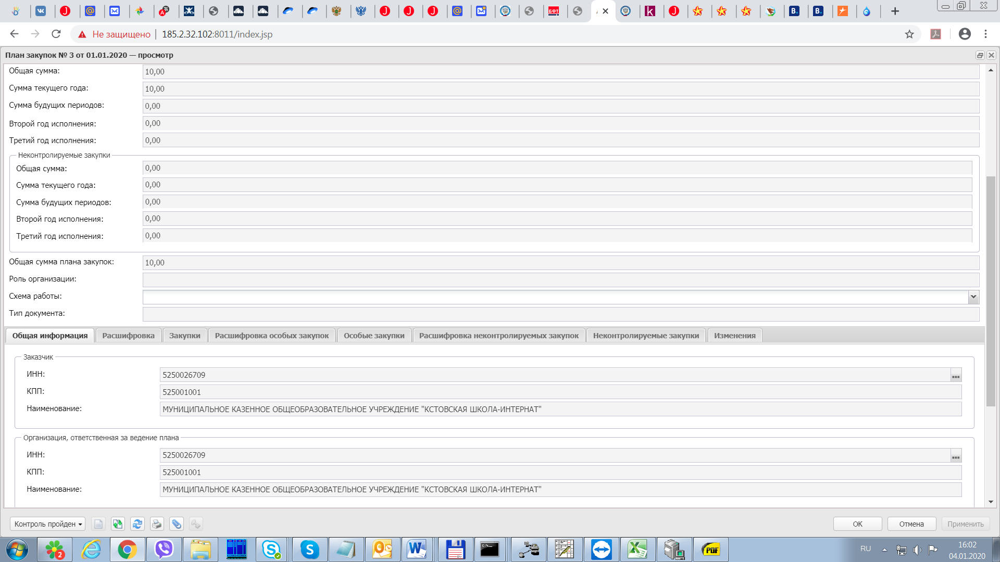 Не защищено | 185.2.32.102:8011/index.jsp
План закупок № 3 от 01.01.2020 — просмотр
Общая сумма: 10,00
Сумма текущего года: 10,00
Сумма будущих периодов: 0,00
Второй год исполнения: 0,00
Третий год исполнения: 0,00
Неконтролируемые закупки
Общая сумма: 0,00
Сумма текущего года: 0,00
Сумма будущих периодов: 0,00
Второй год исполнения: 0,00
Третий год исполнения: 0,00
Общая сумма плана закупок: 10,00
Роль организации:
Схема работы:
Тип документа:
Общая информация Расшифровка Закупки Расшифровка особых закупок Особые закупки Расшифровка неконтролируемых закупок Неконтролируемые закупки Изменения
Заказчик
ИНН: 5250026709 ...
КПП: 525001001
Наименование: МУНИЦИПАЛЬНОЕ КАЗЕННОЕ ОБЩЕОБРАЗОВАТЕЛЬНОЕ УЧРЕЖДЕНИЕ "КСТОВСКАЯ ШКОЛА-ИНТЕРНАТ"
Организация, ответственная за ведение плана
ИНН: 5250026709 ...
КПП: 525001001
Наименование: МУНИЦИПАЛЬНОЕ КАЗЕННОЕ ОБЩЕОБРАЗОВАТЕЛЬНОЕ УЧРЕЖДЕНИЕ "КСТОВСКАЯ ШКОЛА-ИНТЕРНАТ"
Контроль пройден OK Отмена Применить
2 PDF RU 16:02
04.01.2020